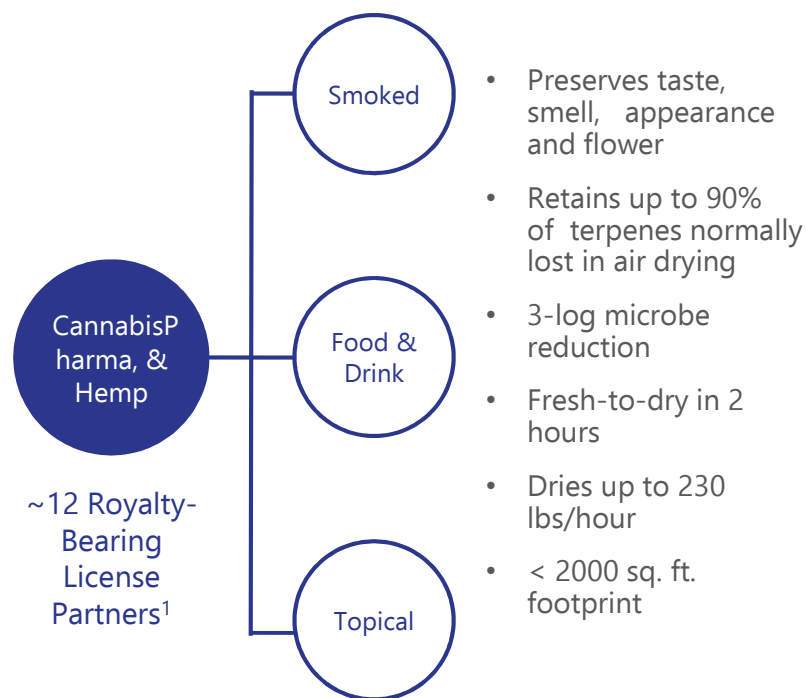 CannabisP
harma, &
Hemp
~12 Royalty-
Bearing
License
Partners¹
Smoked
Food &
Drink
Topical
• Preserves taste,
smell, appearance
and flower
• Retains up to 90%
of terpenes normally
lost in air drying
• 3-log microbe
reduction
• Fresh-to-dry in 2
hours
• Dries up to 230
lbs/hour
• < 2000 sq. ft.
footprint